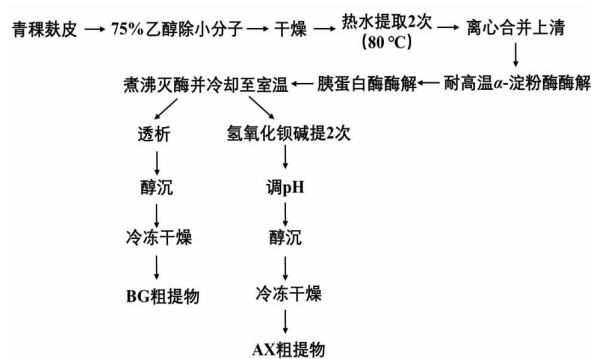 青稞麸皮 → 75%乙醇除小分子 → 干燥 → 热水提取2次 → 离心合并上清
(80 °C)
煮沸灭酶并冷却至室温 ← 胰蛋白酶酶解 ← 耐高温α-淀粉酶酶解
透析 氢氧化钡碱提2次
醇沉 调pH
冷冻干燥 醇沉
BG粗提物 冷冻干燥
AX粗提物